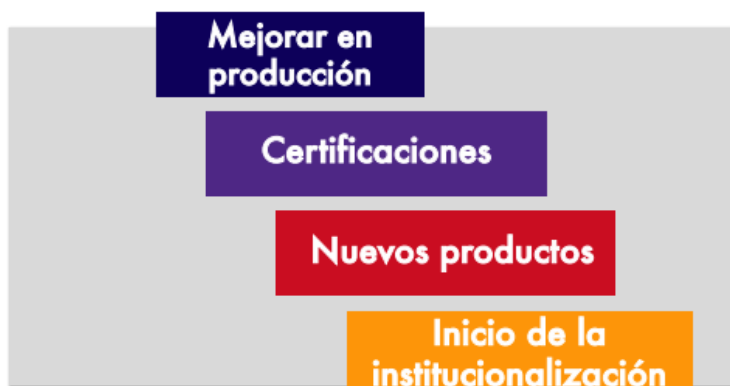 Mejorar en
producción
Certificaciones
Nuevos productos
Inicio de la
institucionalización